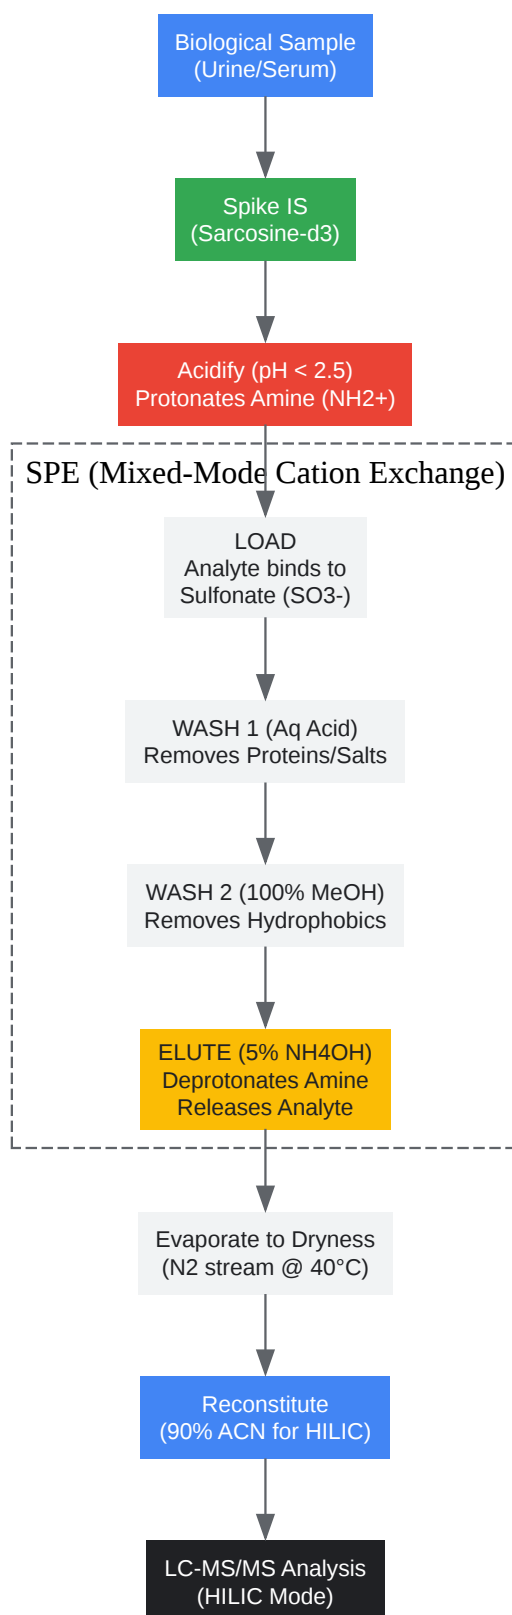 Biological Sample
(Urine/Serum)
Spike IS
(Sarcosine-d3)
Acidify (pH < 2.5)
Protonates Amine (NH2+)
SPE (Mixed-Mode Cation Exchange)
LOAD
Analyte binds to
Sulfonate (SO3-)
WASH 1 (Aq Acid)
Removes Proteins/Salts
WASH 2 (100% MeOH)
Removes Hydrophobics
ELUTE (5% NH4OH)
Deprotonates Amine
Releases Analyte
Evaporate to Dryness
(N2 stream @ 40°C)
Reconstitute
(90% ACN for HILIC)
LC-MS/MS Analysis
(HILIC Mode)